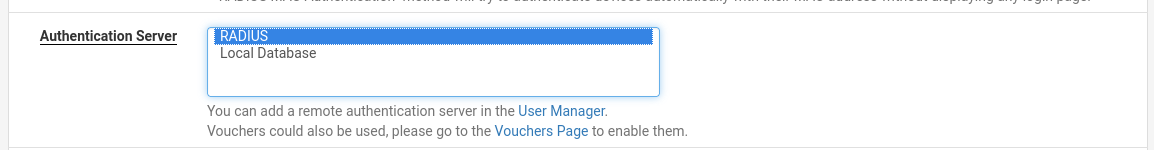 Authentication Server
RADIUS
Local Database
You can add a remote authentication server in the User Manager.
Vouchers could also be used, please go to the Vouchers Page to enable them.